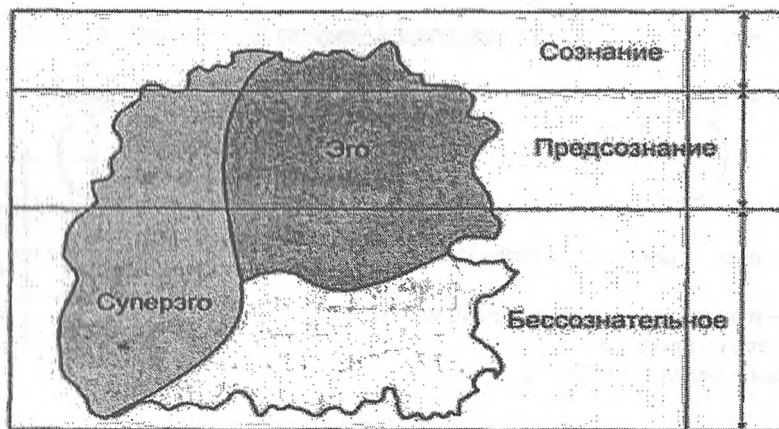 Сознание
Эго
Предсознание
Суперэго
Бессознательное